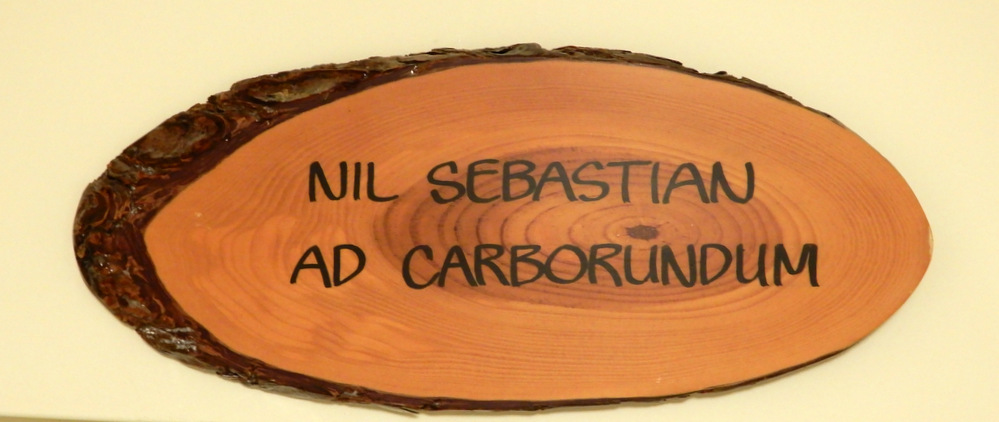 NIL SEBASTIAN
AD CARBORUNDUM